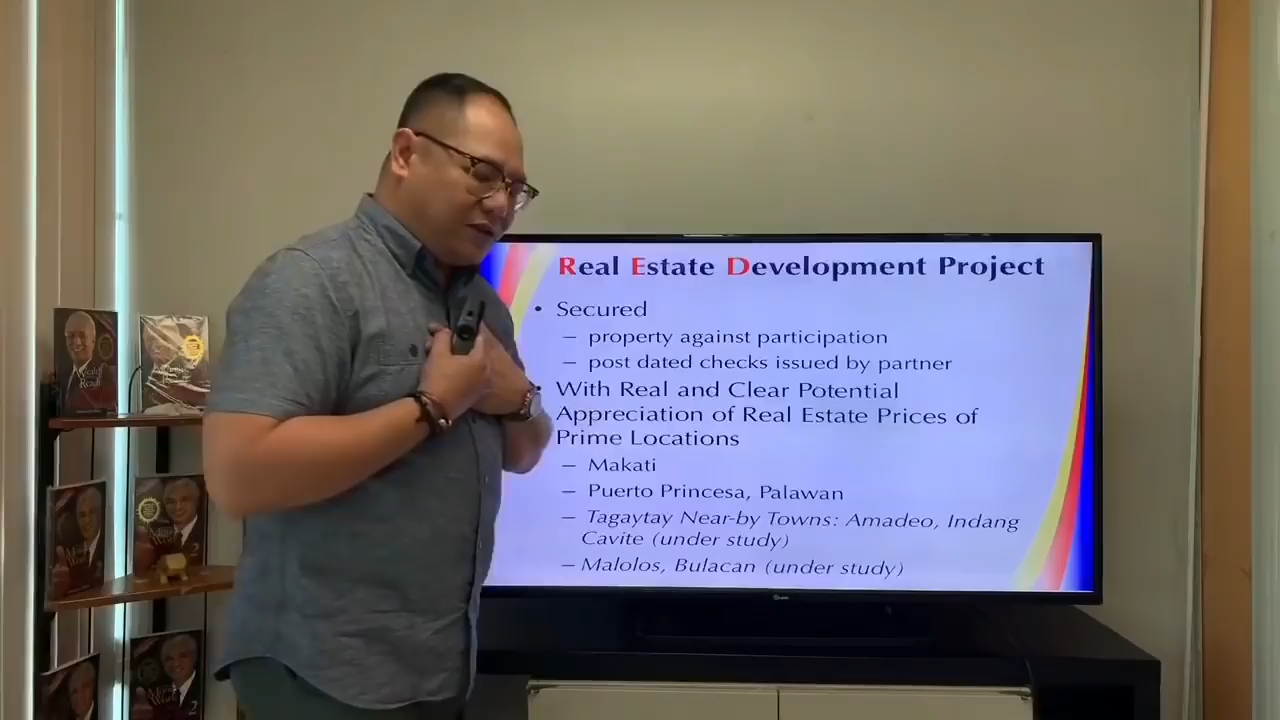 Real Estate Development Project
• Secured
– property against participation
– post dated checks issued by partner
• With Real and Clear Potential
Appreciation of Real Estate Prices of
Prime Locations
– Makati
– Puerto Princesa, Palawan
– Tagaytay Near-by Towns: Amadeo, Indang
Cavite (under study)
– Malolos, Bulacan (under study)